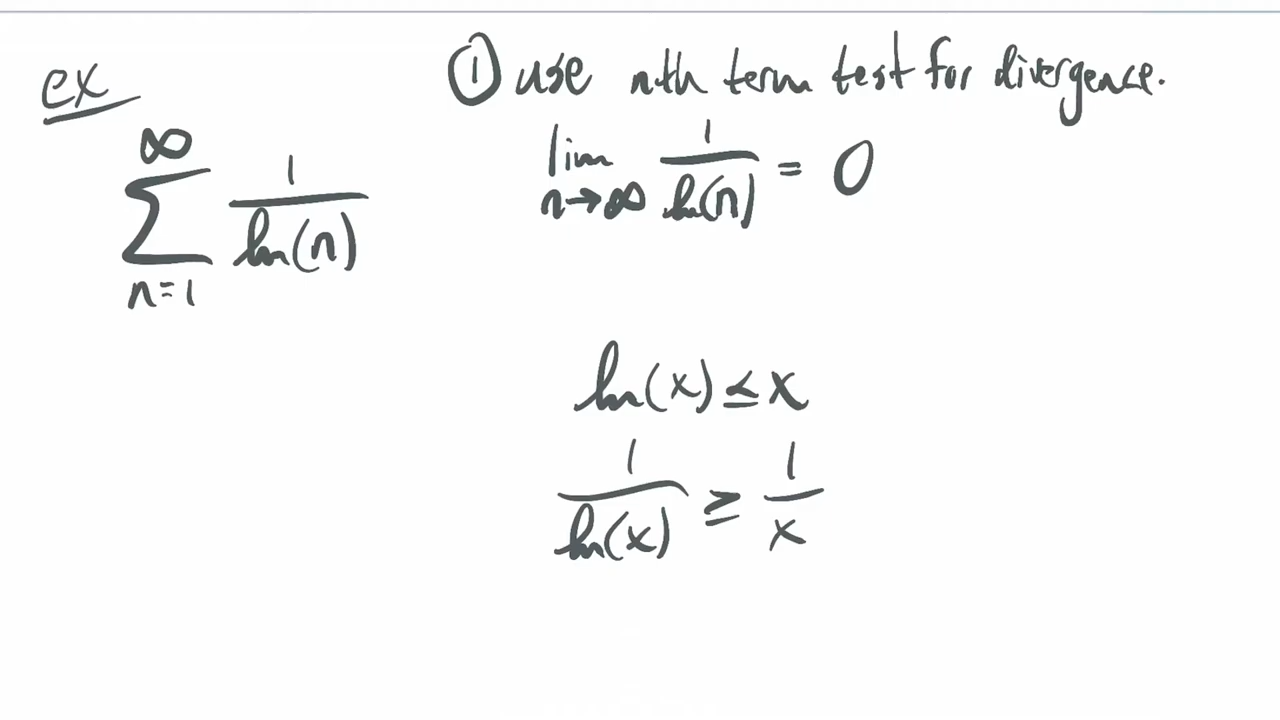 ex
∞
∑ 1/ln(n)
n=1
① use nth term test for divergence.
lim n→∞ 1/ln(n) = 0
ln(x) ≤ x
1/ln(x) ≥ 1/x